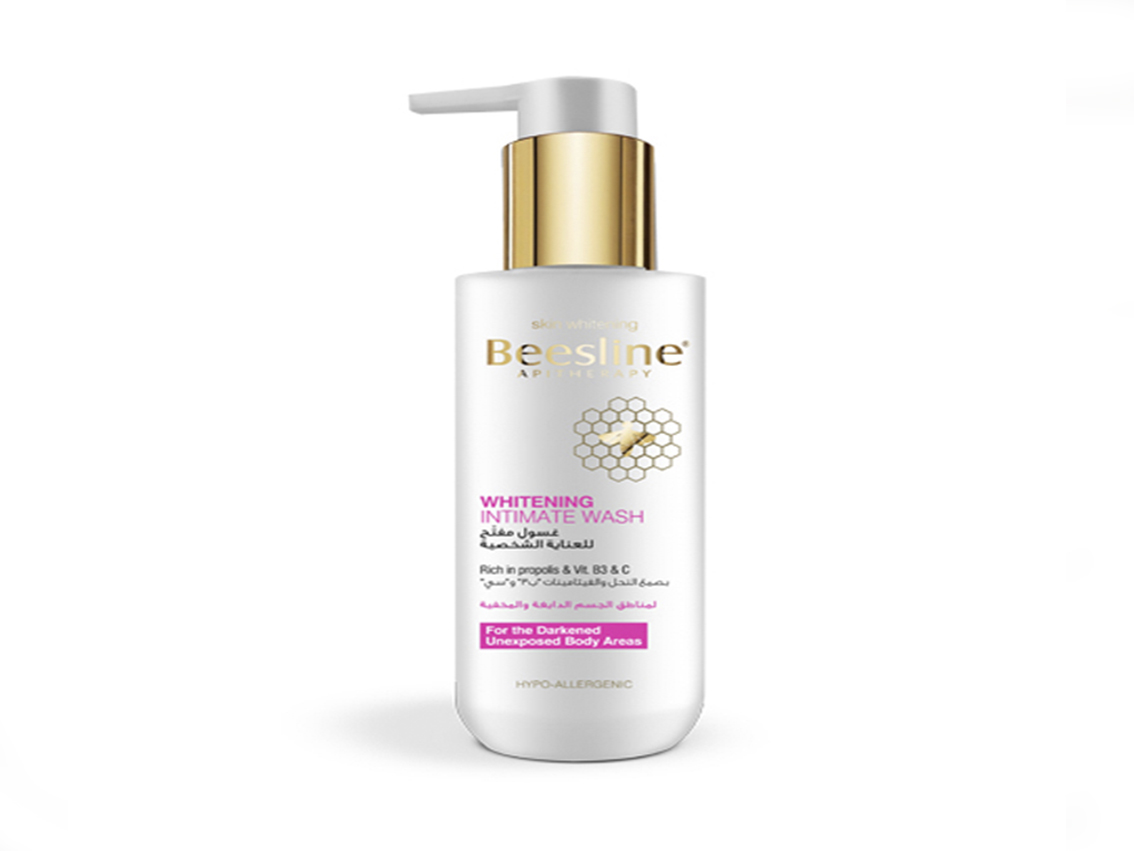 skin whitening
Beesline®
APITHERAPY
WHITENING
INTIMATE WASH
غسول مفتّح
للعناية الشخصية
Rich in propolis & Vit. B3 & C
بصمغ النحل والفيتامينات "ب٣" و"سي"
لمناطق الجسم الداكنة والمخفية
For the Darkened
Unexposed Body Areas
HYPO-ALLERGENIC